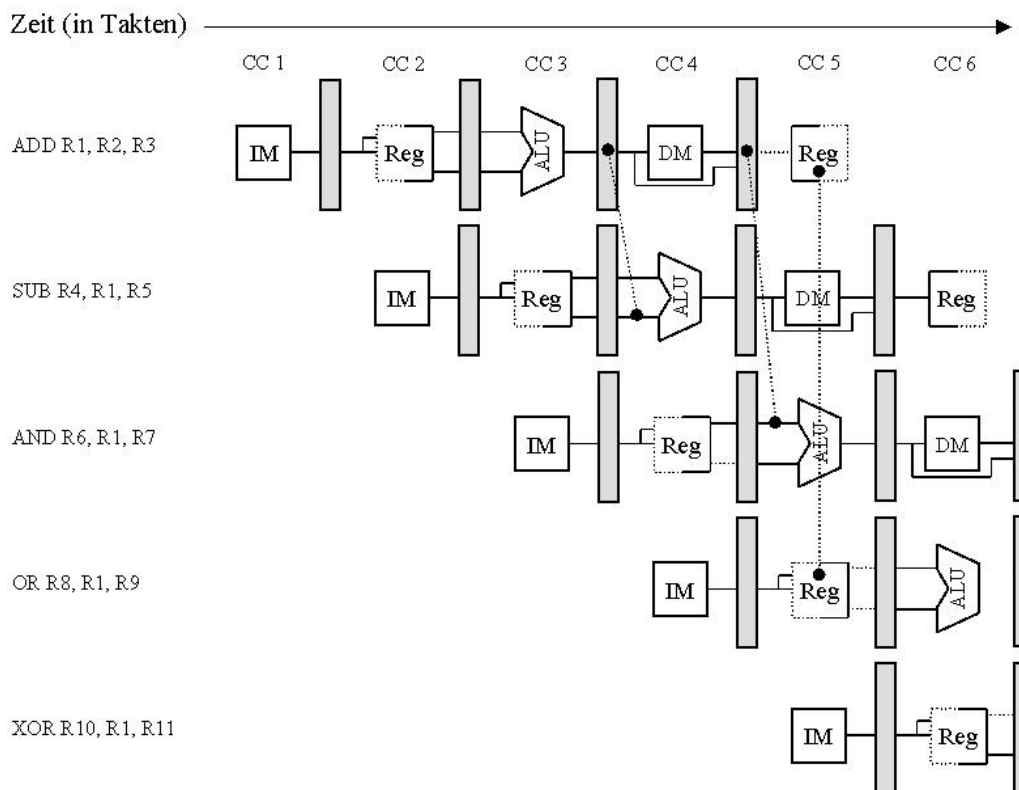 Zeit (in Takten)
CC 1 CC 2 CC 3 CC 4 CC 5 CC 6
ADD R1, R2, R3 IM Reg ALU DM Reg
SUB R4, R1, R5 IM Reg ALU DM Reg
AND R6, R1, R7 IM Reg ALU DM
OR R8, R1, R9 IM Reg ALU
XOR R10, R1, R11 IM Reg